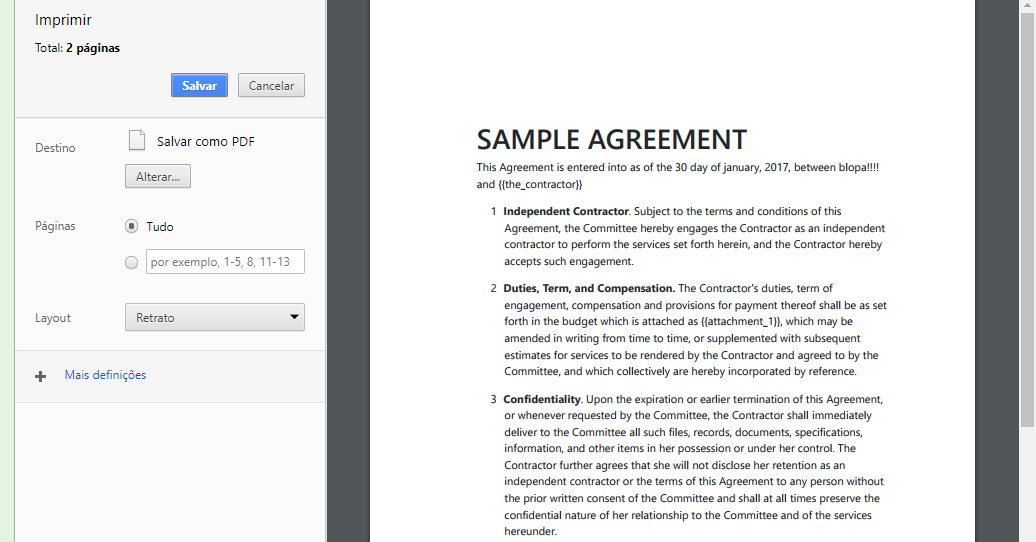 Imprimir
Total: 2 páginas
Salvar Cancelar
Destino Salvar como PDF
Alterar...
Páginas Tudo
por exemplo, 1-5, 8, 11-13
Layout Retrato
Mais definições
SAMPLE AGREEMENT
This Agreement is entered into as of the 30 day of january, 2017, between blopa!!!!
and {{the_contractor}}
1 Independent Contractor. Subject to the terms and conditions of this
Agreement, the Committee hereby engages the Contractor as an independent
contractor to perform the services set forth herein, and the Contractor hereby
accepts such engagement.
2 Duties, Term, and Compensation. The Contractor's duties, term of
engagement, compensation and provisions for payment thereof shall be as set
forth in the budget which is attached as {{attachment_1}}, which may be
amended in writing from time to time, or supplemented with subsequent
estimates for services to be rendered by the Contractor and agreed to by the
Committee, and which collectively are hereby incorporated by reference.
3 Confidentiality. Upon the expiration or earlier termination of this Agreement,
or whenever requested by the Committee, the Contractor shall immediately
deliver to the Committee all such files, records, documents, specifications,
information, and other items in her possession or under her control. The
Contractor further agrees that she will not disclose her retention as an
independent contractor or the terms of this Agreement to any person without
the prior written consent of the Committee and shall at all times preserve the
confidential nature of her relationship to the Committee and of the services
hereunder.